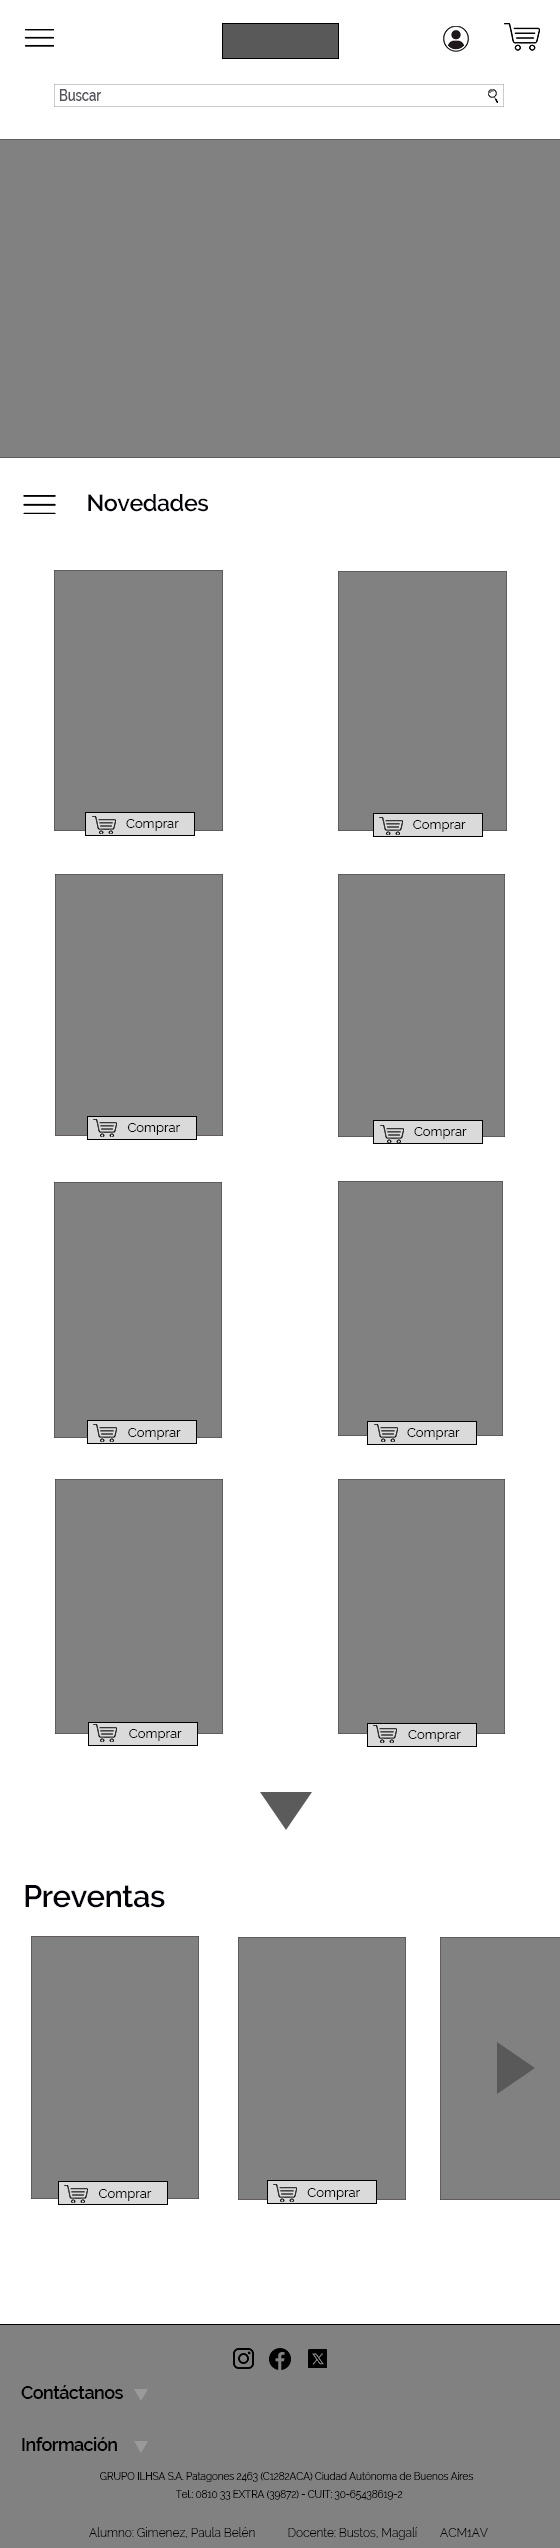 Buscar
Novedades
Comprar
Comprar
Comprar
Comprar
Comprar
Comprar
Comprar
Comprar
Preventas
Comprar
Comprar
Contáctanos
Información
GRUPO ILHSA S.A. Patagones 2463 (C1282ACA) Ciudad Autónoma de Buenos Aires
Tel.: 0810 33 EXTRA (39872) - CUIT: 30-65438619-2
Alumno: Gimenez, Paula Belén Docente: Bustos, Magalí ACM1AV